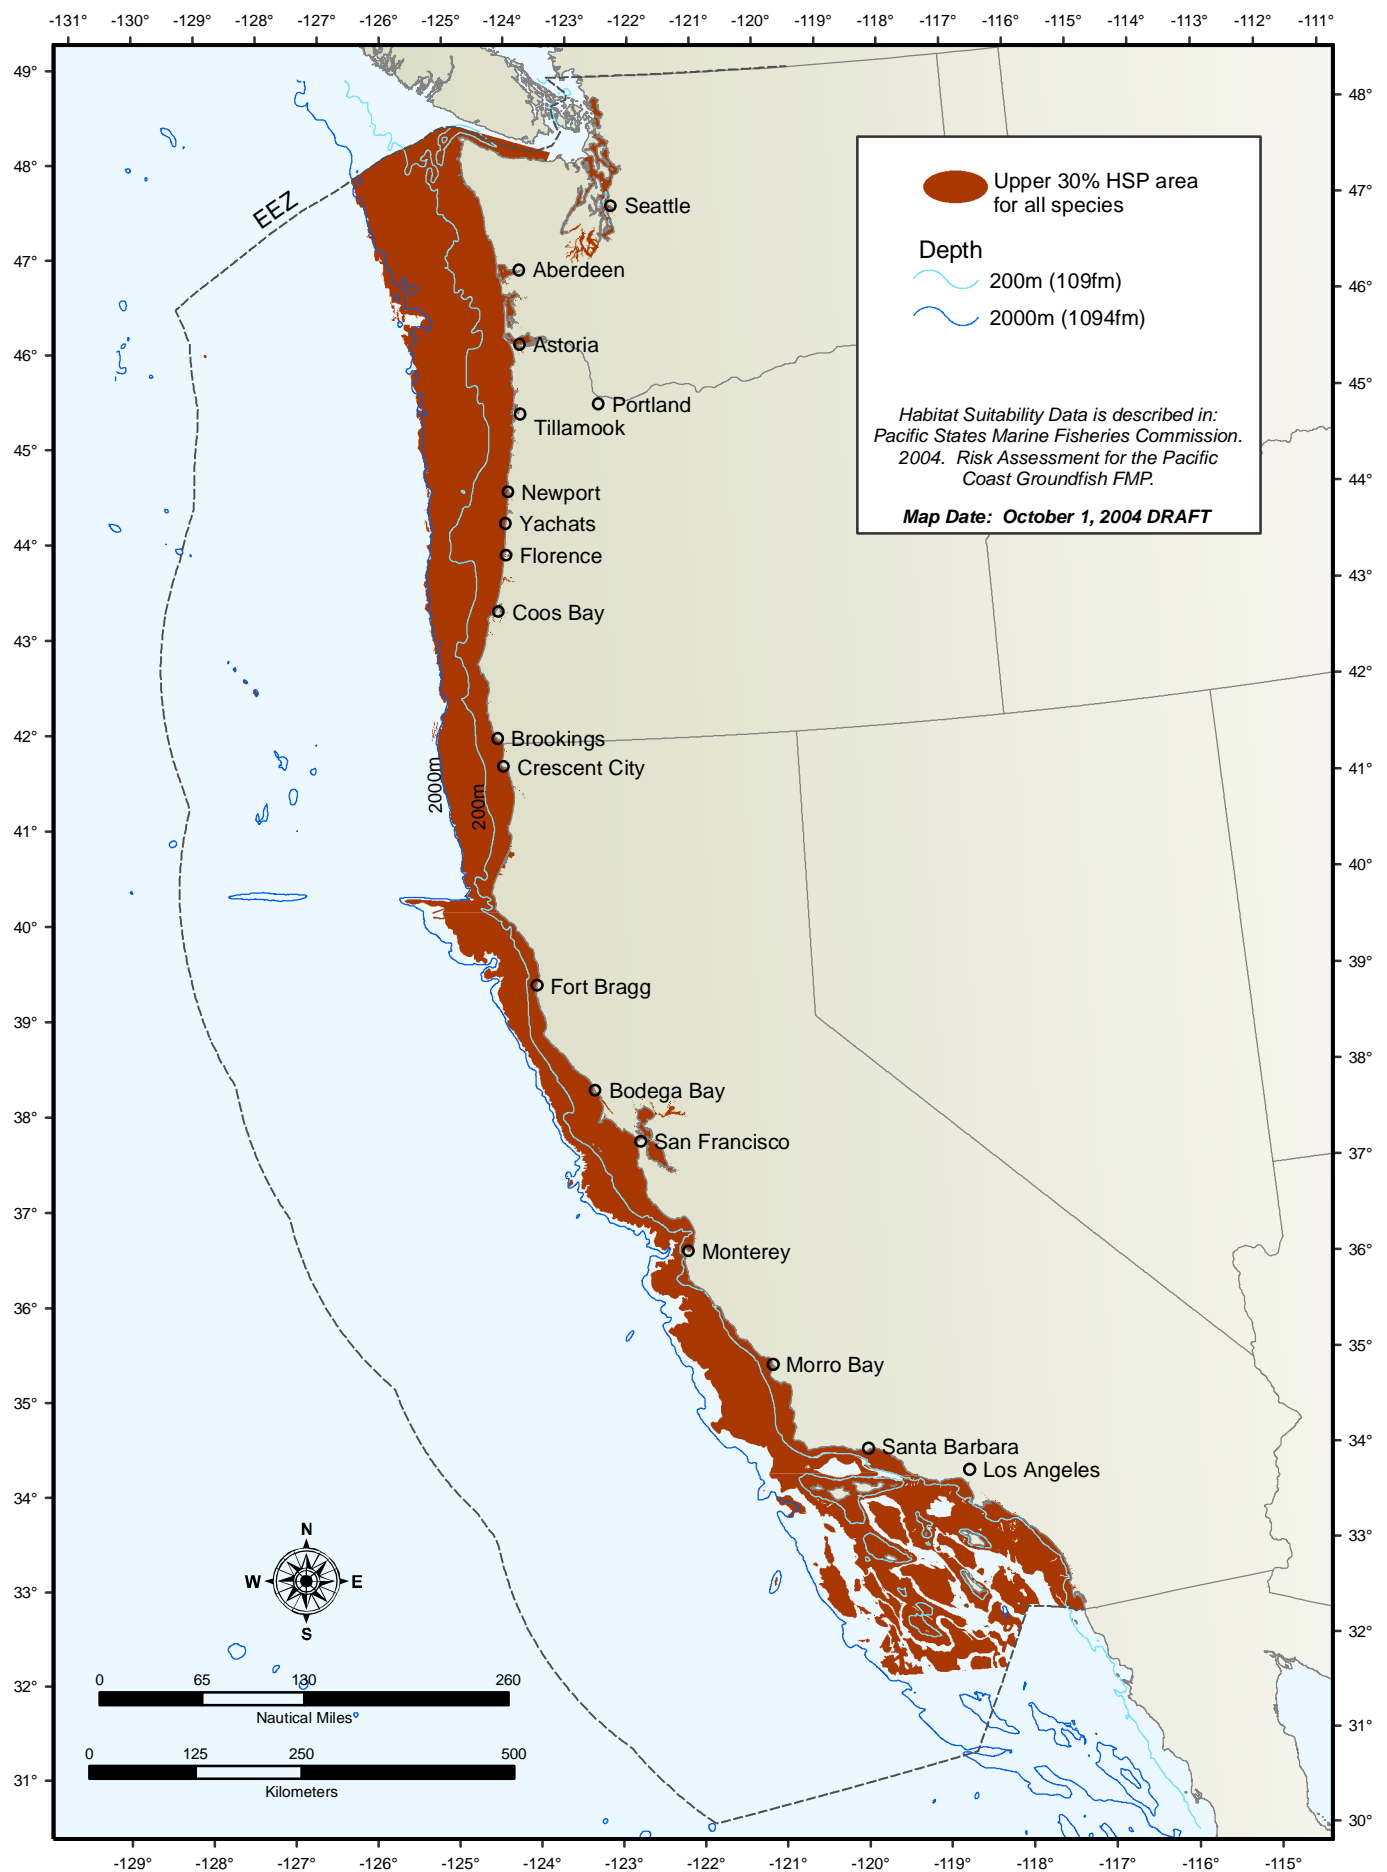 -131° -130° -129° -128° -127° -126° -125° -124° -123° -122° -121° -120° -119° -118° -117° -116° -115° -114° -113° -112° -111°
49°
48°
47°
46°
45°
44°
43°
42°
41°
40°
39°
38°
37°
36°
35°
34°
33°
32°
31°
48°
47°
46°
45°
44°
43°
42°
41°
40°
39°
38°
37°
36°
35°
34°
33°
32°
31°
30°
Upper 30% HSP area
for all species
Depth
200m (109fm)
2000m (1094fm)
Habitat Suitability Data is described in:
Pacific States Marine Fisheries Commission.
2004. Risk Assessment for the Pacific
Coast Groundfish FMP.
Map Date: October 1, 2004 DRAFT
EEZ
Seattle
Aberdeen
Astoria
Portland
Tillamook
Newport
Yachats
Florence
Coos Bay
Brookings
Crescent City
2000m
200m
Fort Bragg
Bodega Bay
San Francisco
Monterey
Morro Bay
Santa Barbara
Los Angeles
N
W E
S
0 65 130 260
Nautical Miles
0 125 250 500
Kilometers
-129° -128° -127° -126° -125° -124° -123° -122° -121° -120° -119° -118° -117° -116° -115°